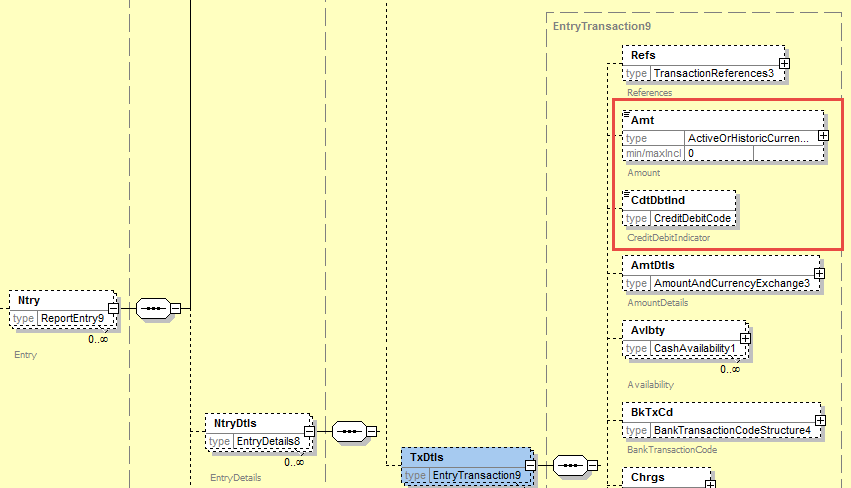 EntryTransaction9
Refs
type TransactionReferences3
References
Amt
type ActiveOrHistoricCurren...
min/maxIncl 0
Amount
CdtDbtInd
type CreditDebitCode
CreditDebitIndicator
AmtDtls
type AmountAndCurrencyExchange3
AmountDetails
Ntry
type ReportEntry9
0..∞
Entry
Avlbty
type CashAvailability1
0..∞
Availability
NtryDtls
type EntryDetails8
0..∞
EntryDetails
BkTxCd
type BankTransactionCodeStructure4
BankTransactionCode
TxDtls
type EntryTransaction9
Chrgs
type